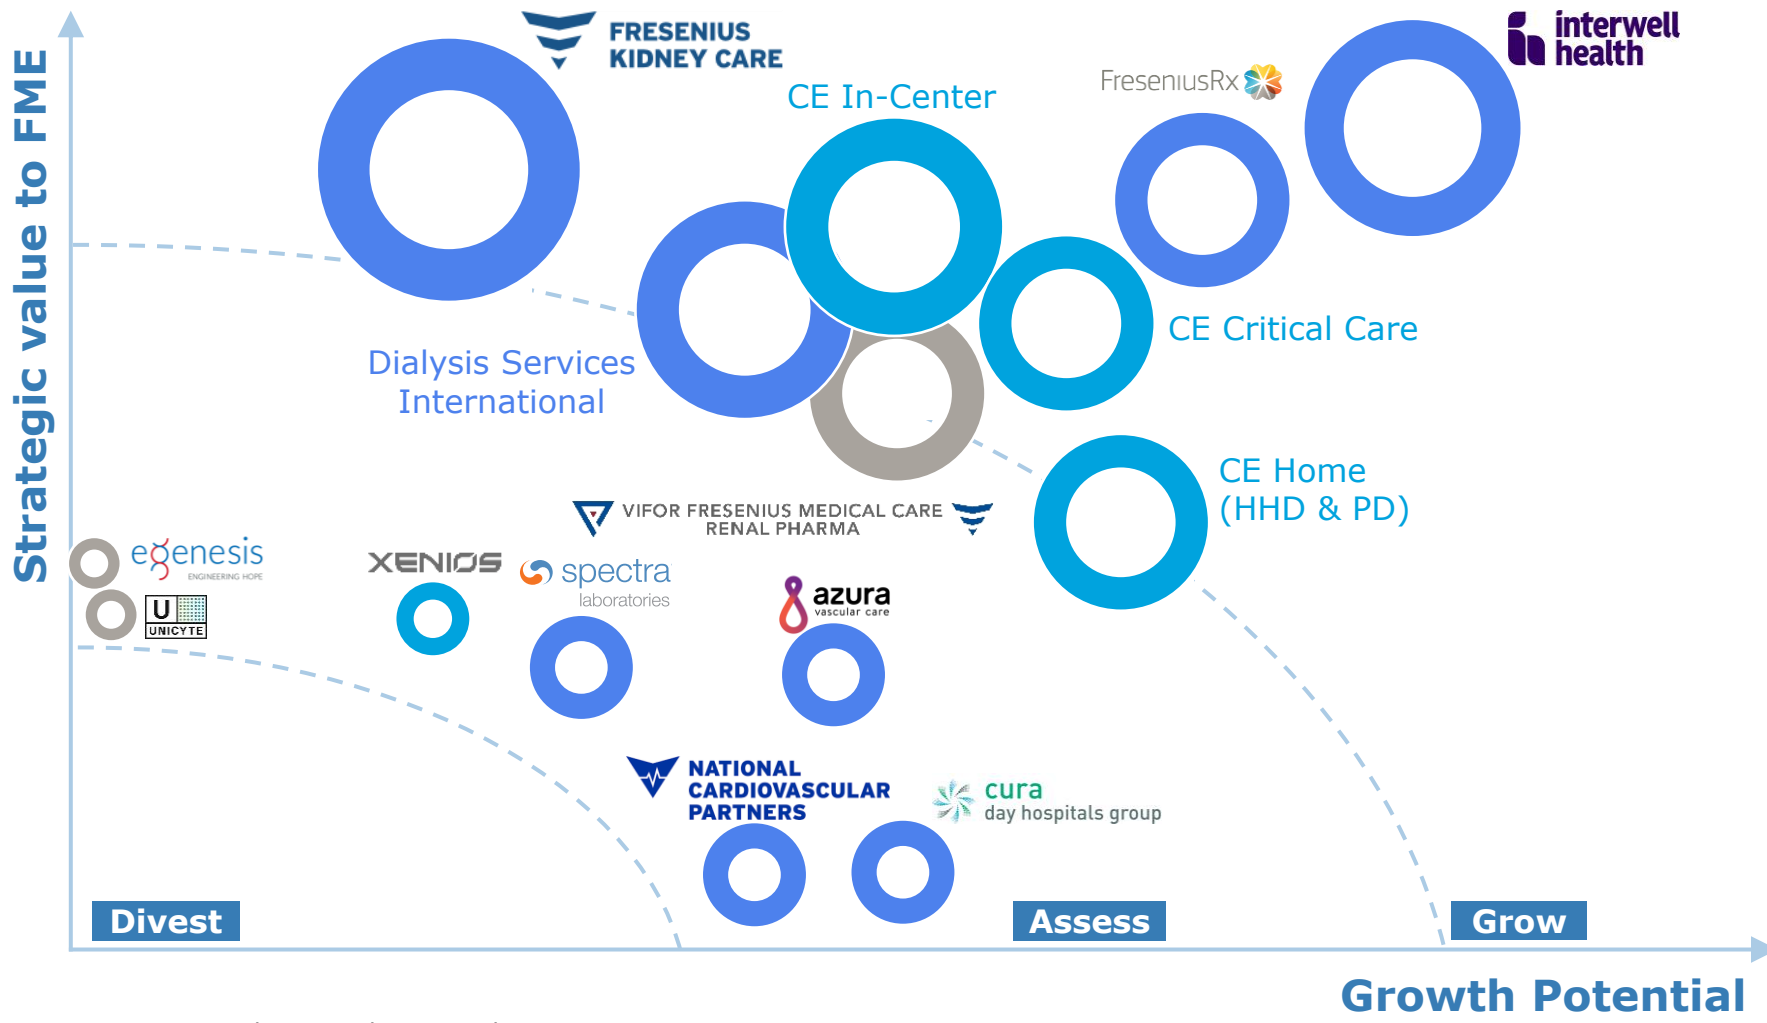 Strategic value to FME
FRESENIUS
KIDNEY CARE
interwell
health
FreseniusRx
CE In-Center
CE Critical Care
Dialysis Services
International
CE Home
(HHD & PD)
VIFOR FRESENIUS MEDICAL CARE
RENAL PHARMA
egenesis
ENGINEERING HOPE
XENIOS
spectra
laboratories
azura
vascular care
U
UNICYTE
NATIONAL
CARDIOVASCULAR
PARTNERS
cura
day hospitals group
Divest
Assess
Grow
Growth Potential